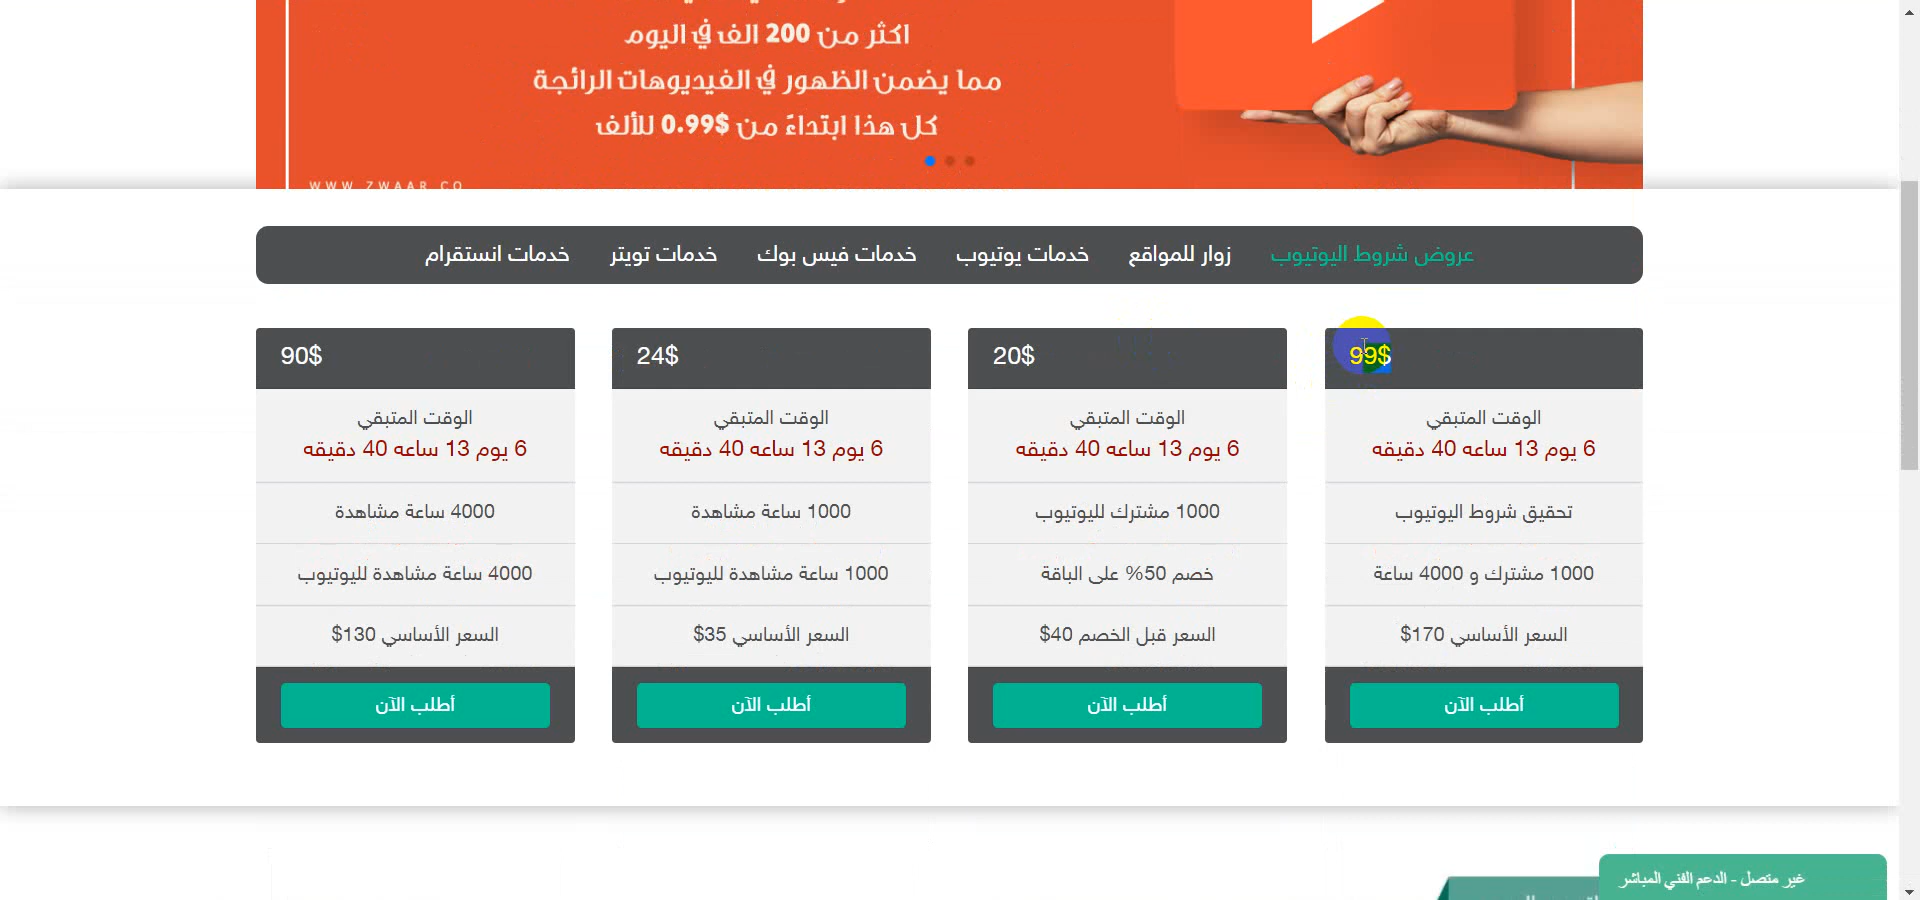 اكثر من 200 الف في اليوم
مما يضمن الظهور في الفيديوهات الرائجة
كل هذا ابتداءً من 0.99$ للألف
WWW.ZWAAR.CO
عروض شروط اليوتيوب
زوار للمواقع
خدمات يوتيوب
خدمات فيس بوك
خدمات تويتر
خدمات انستقرام
99$
الوقت المتبقي
6 يوم 13 ساعه 40 دقيقه
تحقيق شروط اليوتيوب
1000 مشترك و 4000 ساعة
السعر الأساسي 170$
أطلب الآن
20$
الوقت المتبقي
6 يوم 13 ساعه 40 دقيقه
1000 مشترك لليوتيوب
خصم 50% على الباقة
السعر قبل الخصم 40$
أطلب الآن
24$
الوقت المتبقي
6 يوم 13 ساعه 40 دقيقه
1000 ساعة مشاهدة
1000 ساعة مشاهدة لليوتيوب
السعر الأساسي 35$
أطلب الآن
90$
الوقت المتبقي
6 يوم 13 ساعه 40 دقيقه
4000 ساعة مشاهدة
4000 ساعة مشاهدة لليوتيوب
السعر الأساسي 130$
أطلب الآن
غير متصل - الدعم الفني المباشر